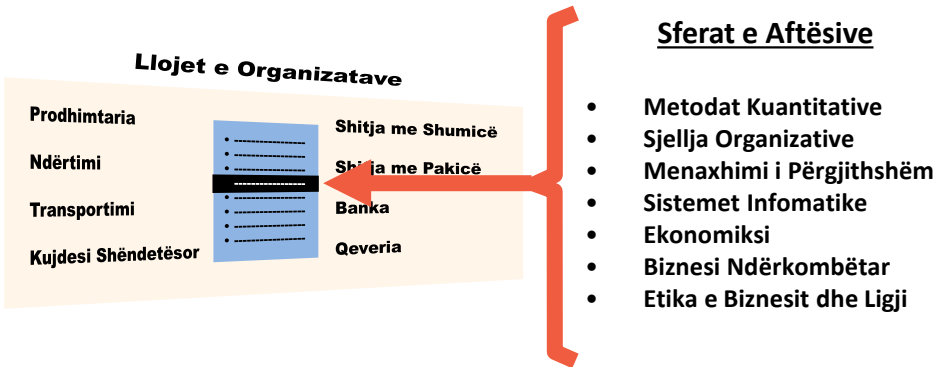 Llojet e Organizatave
Prodhimtaria
Ndërtimi
Transportimi
Kujdesi Shëndetësor
Shitja me Shumicë
Shitja me Pakicë
Banka
Qeveria
Sferat e Aftësive
• Metodat Kuantitative
• Sjellja Organizative
• Menaxhimi i Përgjithshëm
• Sistemet Infomatike
• Ekonomiksi
• Biznesi Ndërkombëtar
• Etika e Biznesit dhe Ligji